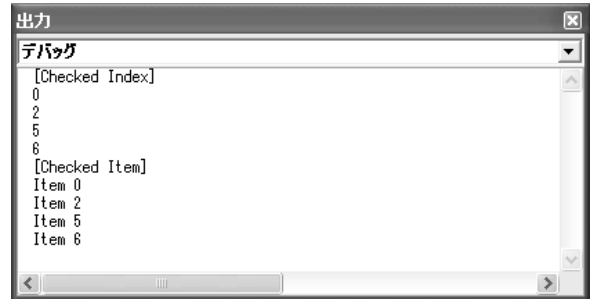 出力
デバッグ
[Checked Index]
0
2
5
6
[Checked Item]
Item 0
Item 2
Item 5
Item 6